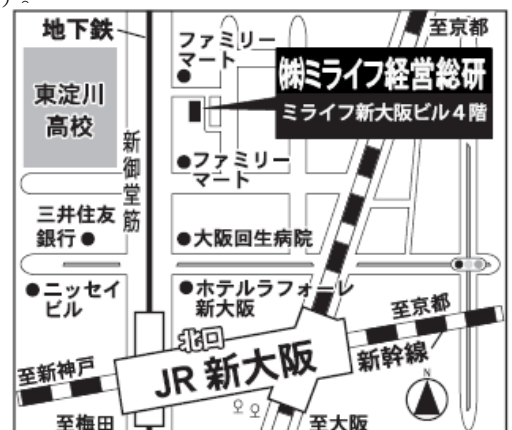 地下鉄
至京都
ファミリー
マート
㈱ミライフ経営総研
ミライフ新大阪ビル4階
東淀川
高校
新御堂筋
ファミリー
マート
三井住友
銀行
大阪回生病院
ニッセイ
ビル
ホテルラフォーレ
新大阪
至京都
北口
新幹線
至新神戸
JR新大阪
N
至梅田
至大阪